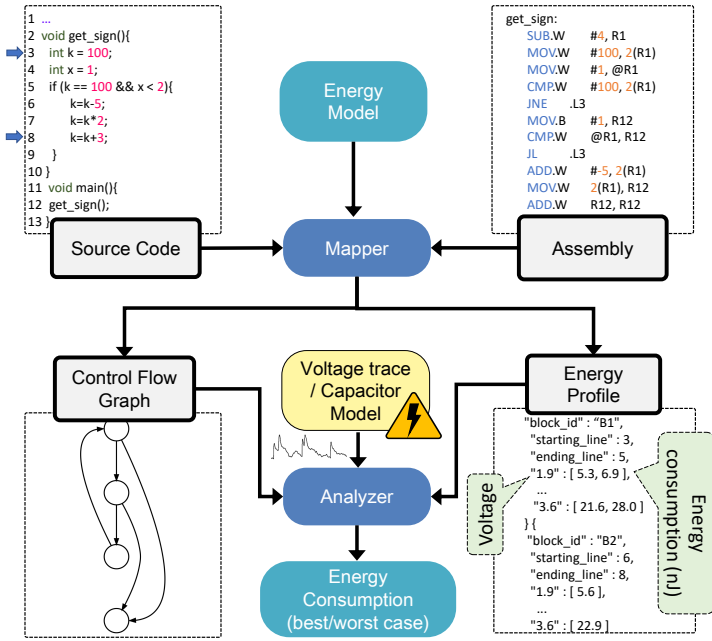 1 ...
2 void get_sign(){
3 int k = 100;
4 int x = 1;
5 if (k == 100 && x < 2){
6 k=k-5;
7 k=k*2;
8 k=k+3;
9 }
10 }
11 void main(){
12 get_sign();
13 }
Source Code
Energy
Model
get_sign:
SUB.W #4, R1
MOV.W #100, 2(R1)
MOV.W #1, @R1
CMP.W #100, 2(R1)
JNE .L3
MOV.B #1, R12
CMP.W @R1, R12
JL .L3
ADD.W #-5, 2(R1)
MOV.W 2(R1), R12
ADD.W R12, R12
Assembly
Mapper
Control Flow
Graph
Voltage trace
/ Capacitor
Model
Energy
Profile
Analyzer
Energy
Consumption
(best/worst case)
"block_id" : “B1",
"starting_line" : 3,
"ending_line" : 5,
"1.9" : [ 5.3, 6.9 ],
...
"3.6" : [ 21.6, 28.0 ]
} {
"block_id" : "B2",
"starting_line" : 6,
"ending_line" : 8,
"1.9" : [ 5.6 ],
...
"3.6" : [ 22.9 ]
Voltage
Energy
consumption (nJ)